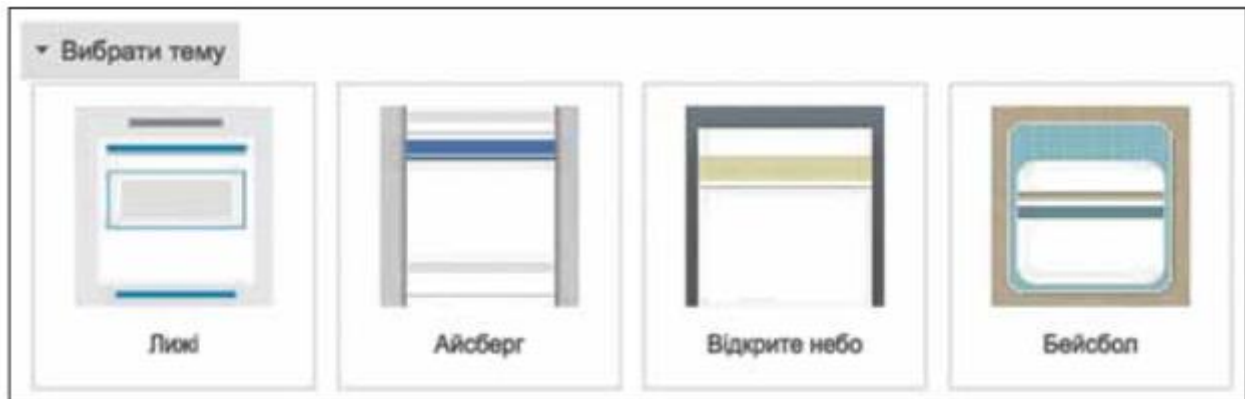 Вибрати тему
Лижі
Айсберг
Відкрите небо
Бейсбол